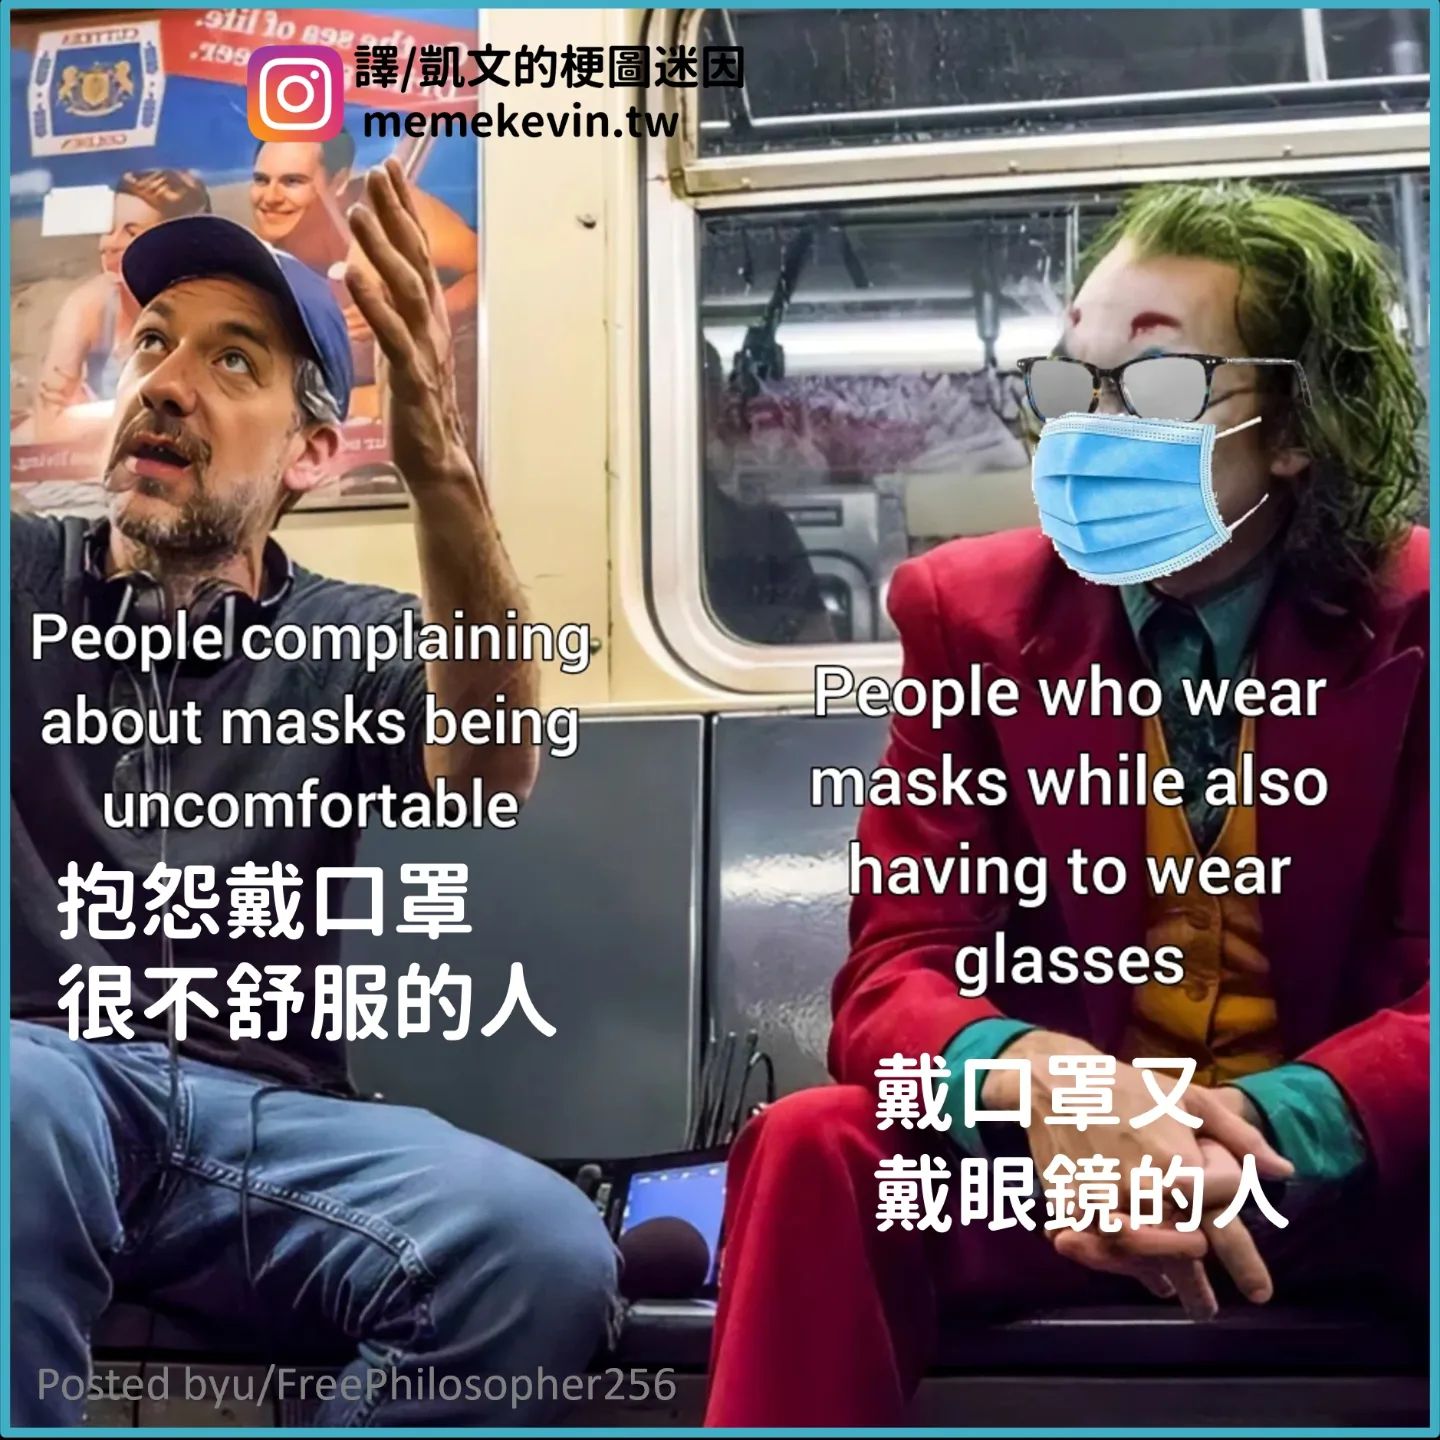 譯/凱文的梗圖迷因
memekevin.tw
People complaining
about masks being
uncomfortable
抱怨戴口罩
很不舒服的人
People who wear
masks while also
having to wear
glasses
戴口罩又
戴眼鏡的人
Posted byu/FreePhilosopher256